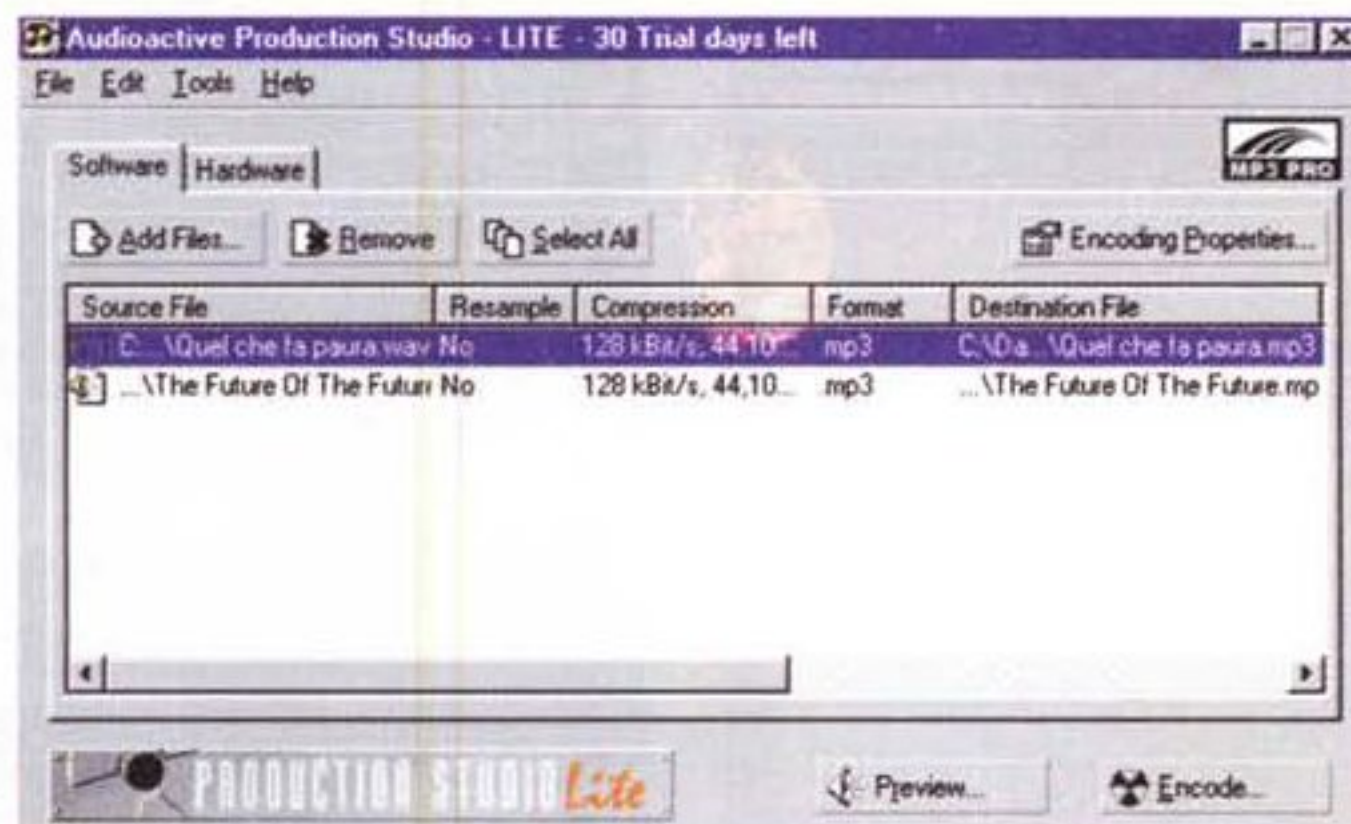 Audioactive Production Studio - LITE - 30 Trial days left
File Edit Tools Help
MP3 PRO
Software Hardware
Add Files... Remove Select All Encoding Properties...
Source File Resample Compression Format Destination File
C:...\Quel che fa paura.wav No 128 kBit/s, 44,10... mp3 C:\Da...\Quel che fa paura.mp3
...\The Future Of The Futur No 128 kBit/s, 44,10... mp3 ...\The Future Of The Future.mp
PRODUCTION STUDIO Lite Preview... Encode...